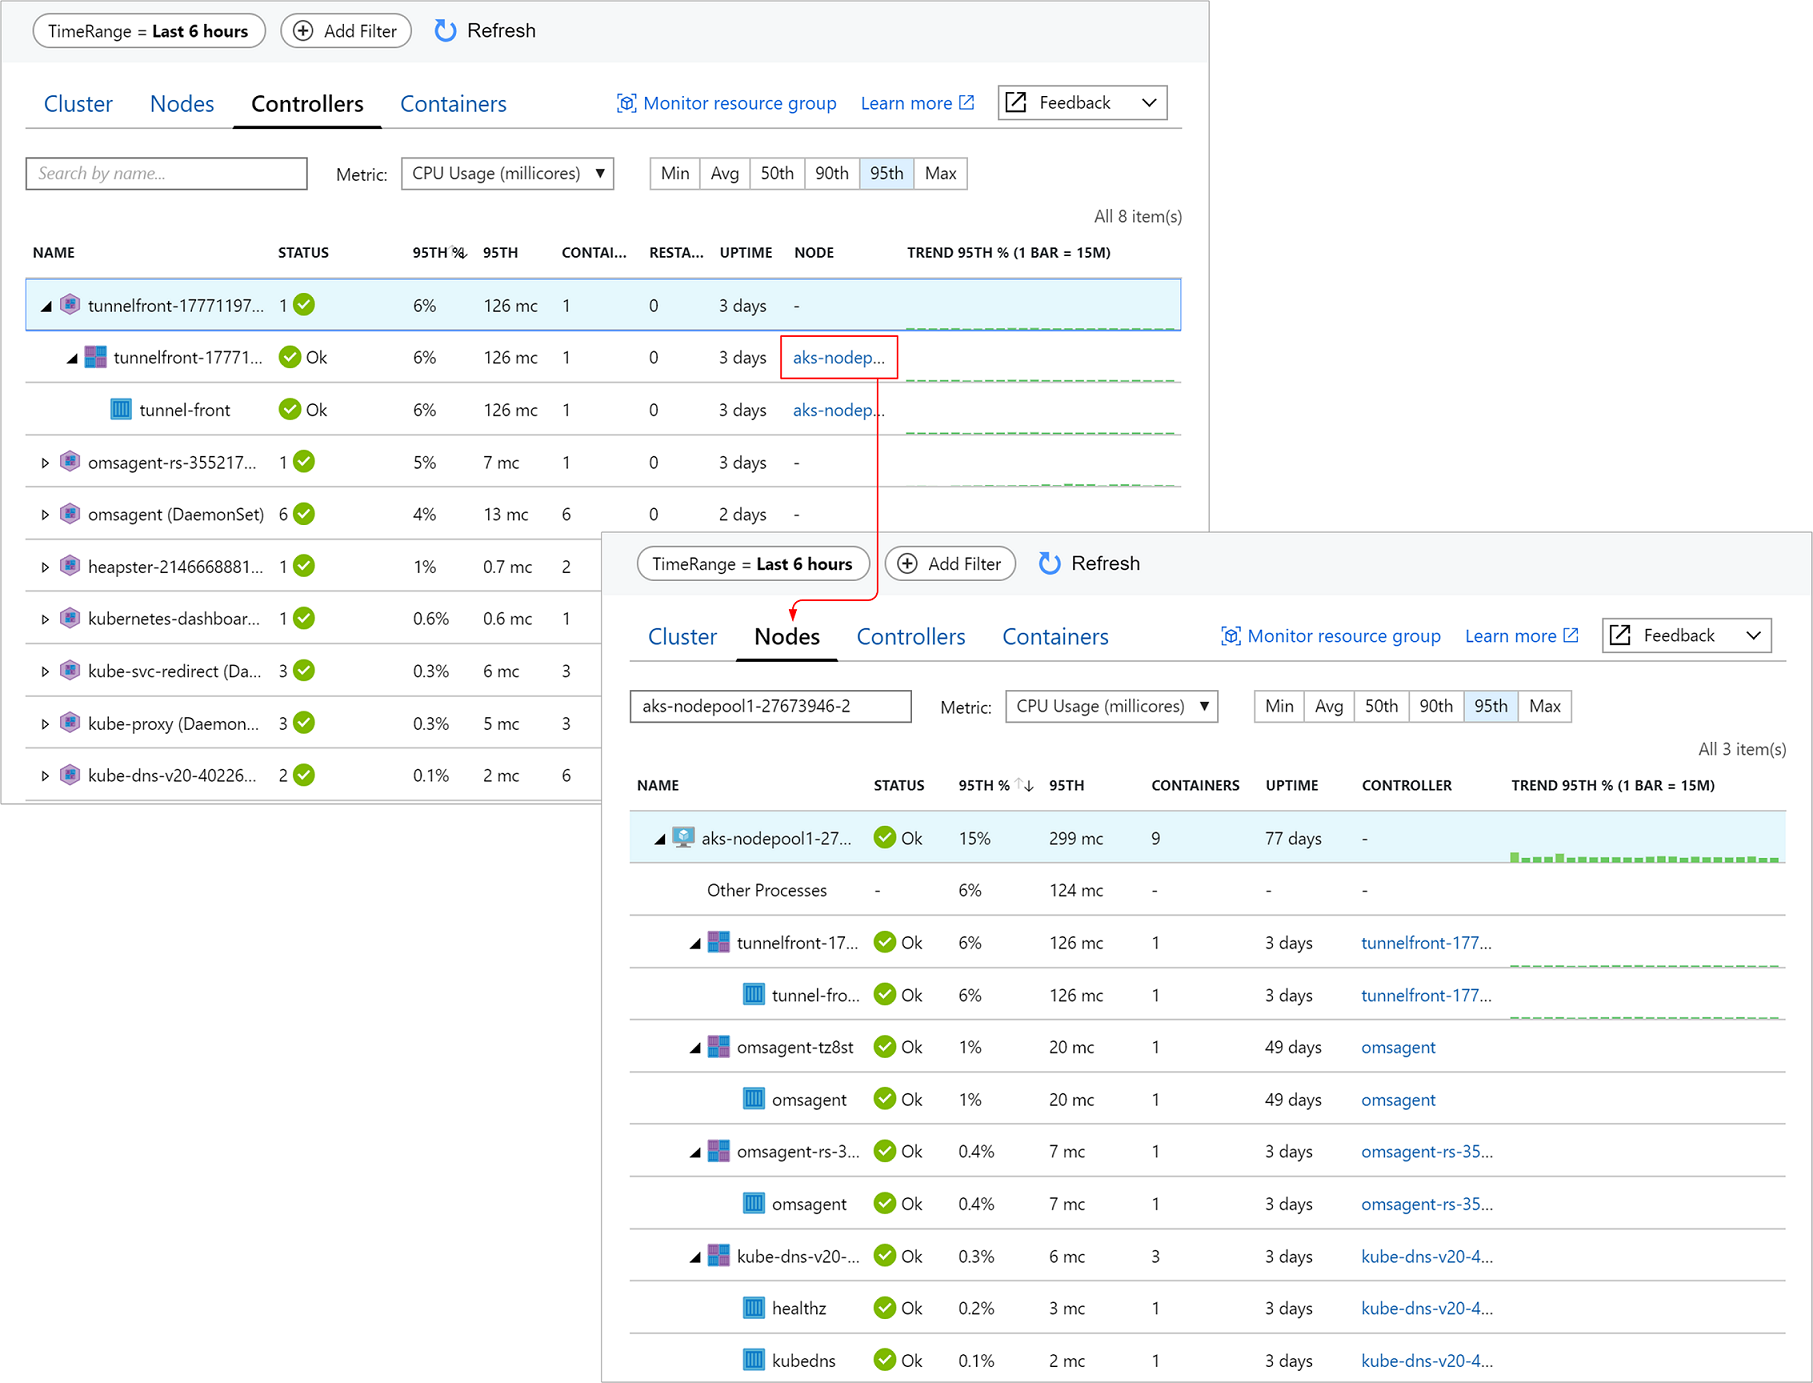 TimeRange = Last 6 hours Add Filter Refresh
Cluster Nodes Controllers Containers Monitor resource group Learn more Feedback
Search by name... Metric: CPU Usage (millicores) Min Avg 50th 90th 95th Max
All 8 item(s)
NAME STATUS 95TH % 95TH CONTAI... RESTA... UPTIME NODE TREND 95TH % (1 BAR = 15M)
tunnelfront-17771197... 1 6% 126 mc 1 0 3 days -
tunnelfront-17771... Ok 6% 126 mc 1 0 3 days aks-nodep...
tunnel-front Ok 6% 126 mc 1 0 3 days aks-nodep...
omsagent-rs-355217... 1 5% 7 mc 1 0 3 days -
omsagent (DaemonSet) 6 4% 13 mc 6 0 2 days -
heapster-2146668881... 1 1% 0.7 mc 2
kubernetes-dashboar... 1 0.6% 0.6 mc 1
kube-svc-redirect (Da... 3 0.3% 6 mc 3
kube-proxy (Daemon... 3 0.3% 5 mc 3
kube-dns-v20-40226... 2 0.1% 2 mc 6
TimeRange = Last 6 hours Add Filter Refresh
Cluster Nodes Controllers Containers Monitor resource group Learn more Feedback
aks-nodepool1-27673946-2 Metric: CPU Usage (millicores) Min Avg 50th 90th 95th Max
All 3 item(s)
NAME STATUS 95TH % 95TH CONTAINERS UPTIME CONTROLLER TREND 95TH % (1 BAR = 15M)
aks-nodepool1-27... Ok 15% 299 mc 9 77 days -
Other Processes - 6% 124 mc - - -
tunnelfront-17... Ok 6% 126 mc 1 3 days tunnelfront-177...
tunnel-fro... Ok 6% 126 mc 1 3 days tunnelfront-177...
omsagent-tz8st Ok 1% 20 mc 1 49 days omsagent
omsagent Ok 1% 20 mc 1 49 days omsagent
omsagent-rs-3... Ok 0.4% 7 mc 1 3 days omsagent-rs-35...
omsagent Ok 0.4% 7 mc 1 3 days omsagent-rs-35...
kube-dns-v20-... Ok 0.3% 6 mc 3 3 days kube-dns-v20-4...
healthz Ok 0.2% 3 mc 1 3 days kube-dns-v20-4...
kubedns Ok 0.1% 2 mc 1 3 days kube-dns-v20-4...